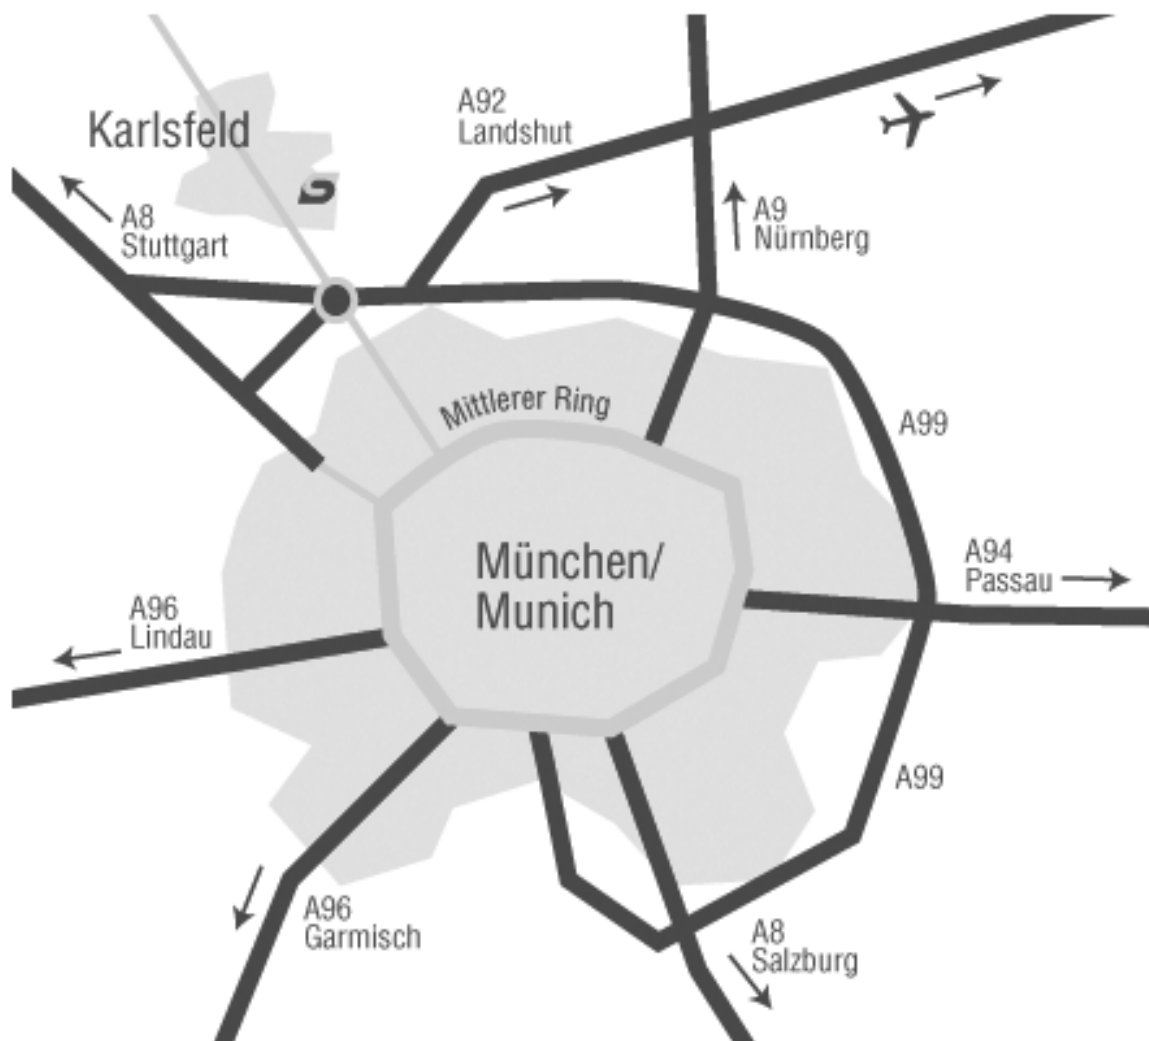 Karlsfeld
A92
Landshut
A8
Stuttgart
A9
Nürnberg
Mittlerer Ring
A99
München/
Munich
A94
Passau
A96
Lindau
A99
A96
Garmisch
A8
Salzburg